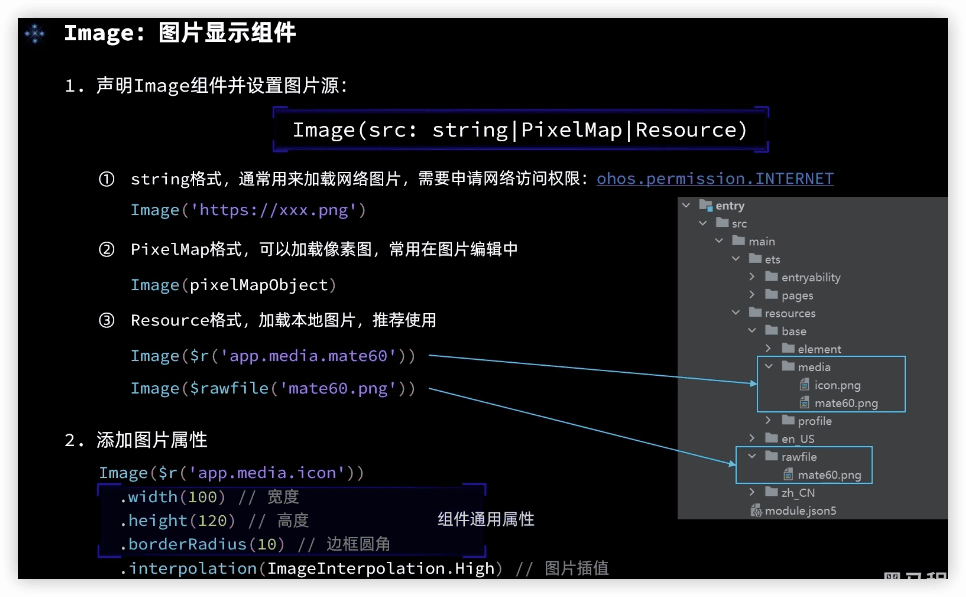 Image：图片显示组件
1. 声明Image组件并设置图片源：
Image(src: string|PixelMap|Resource)
① string格式，通常用来加载网络图片，需要申请网络访问权限：ohos.permission.INTERNET
Image('https://xxx.png')
② PixelMap格式，可以加载像素图，常用在图片编辑中
Image(pixelMapObject)
③ Resource格式，加载本地图片，推荐使用
Image($r('app.media.mate60'))
Image($rawfile('mate60.png'))
entry
src
main
ets
entryability
pages
resources
base
element
media
icon.png
mate60.png
profile
en_US
rawfile
mate60.png
zh_CN
module.json5
2. 添加图片属性
Image($r('app.media.icon'))
.width(100) // 宽度
.height(120) // 高度
.borderRadius(10) // 边框圆角
组件通用属性
.interpolation(ImageInterpolation.High) // 图片插值